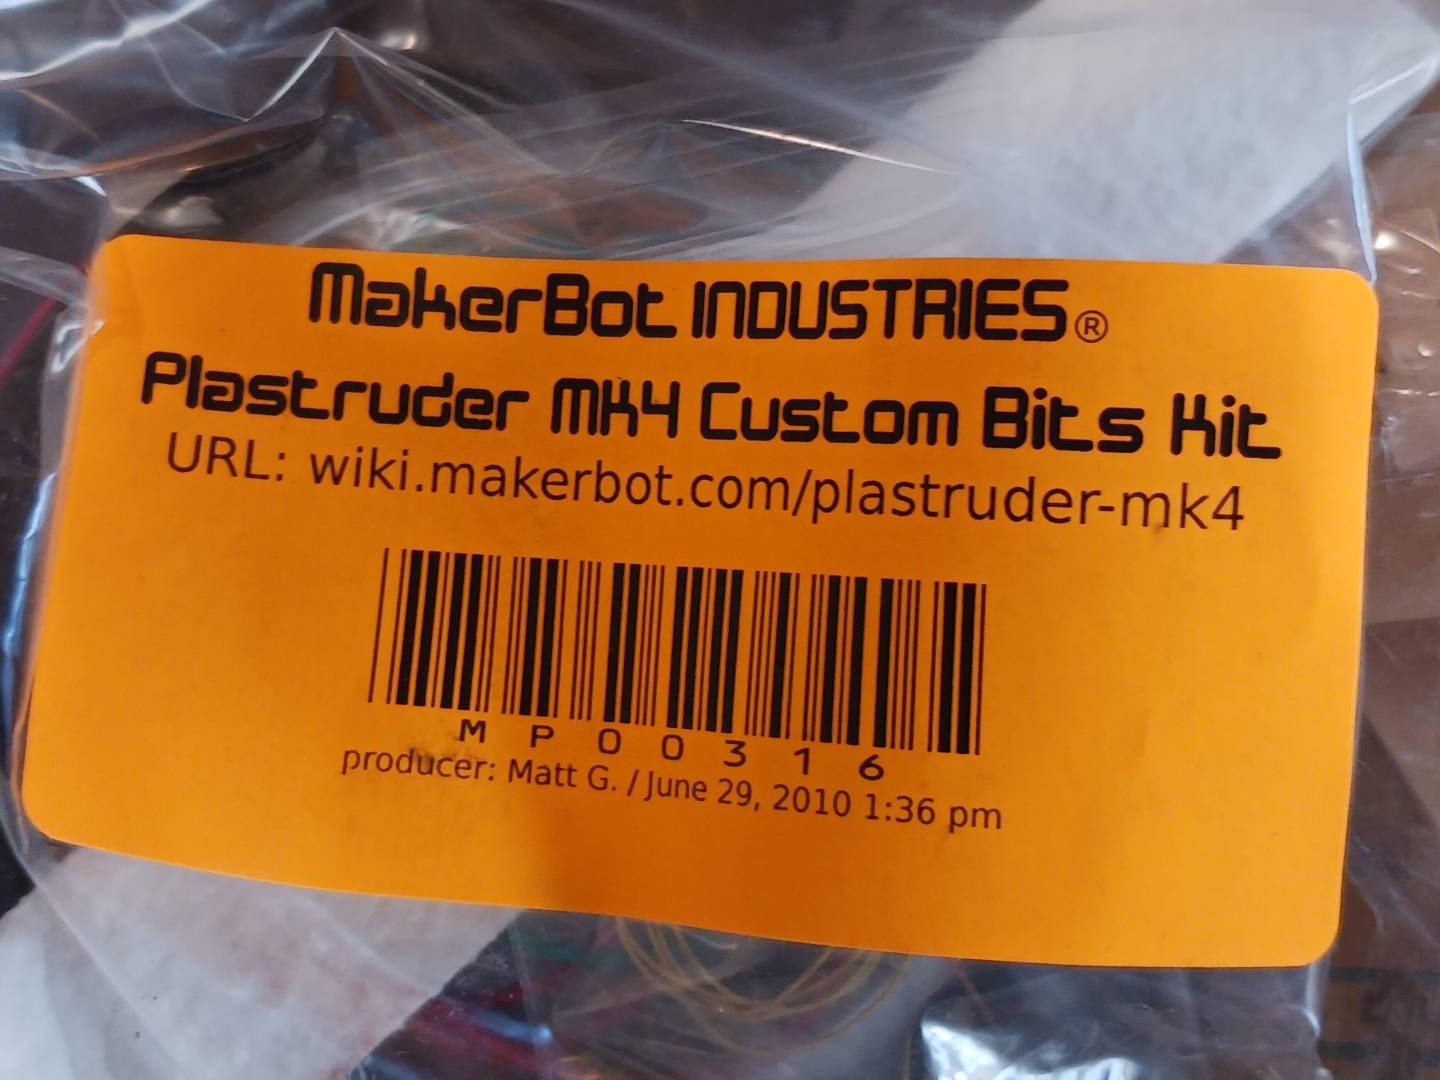 MakerBot INDUSTRIES®
Plastruder MK4 Custom Bits Kit
URL: wiki.makerbot.com/plastruder-mk4
MP00316
producer: Matt G. / June 29, 2010 1:36 pm